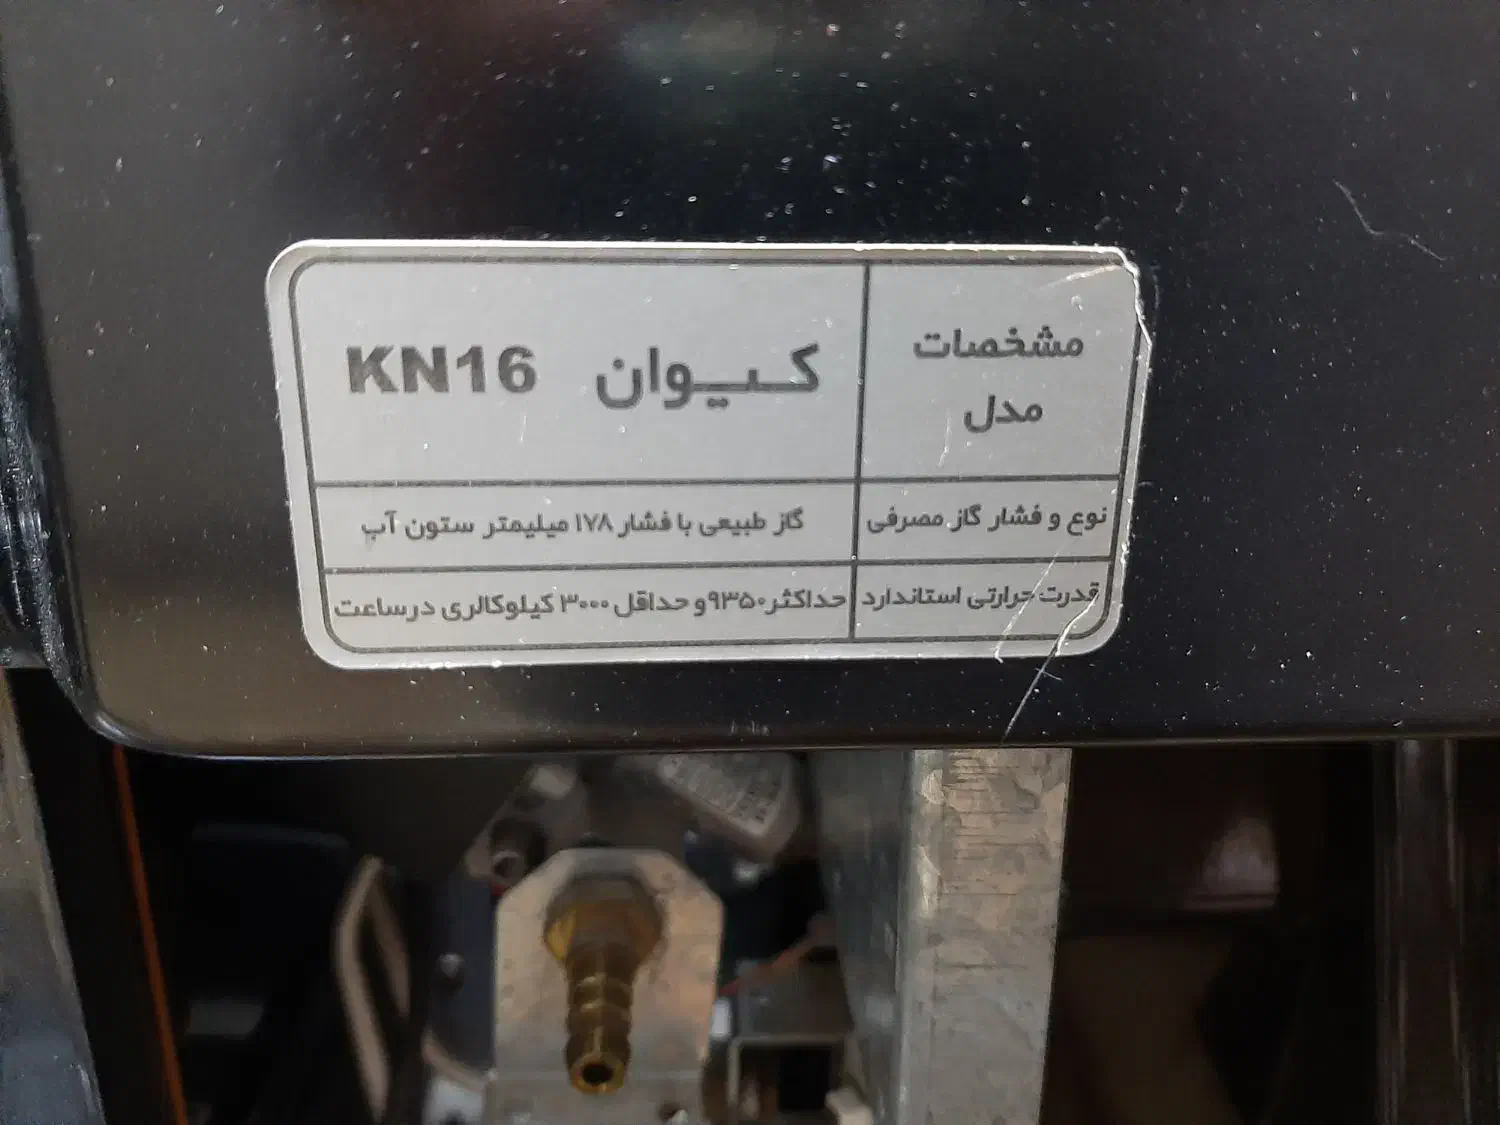 مشخصات
مدل
کیوان KN16
نوع و فشار گاز مصرفی
گاز طبیعی با فشار ۱۷۸ میلیمتر ستون آب
قدرت حرارتی استاندارد
حداکثر ۹۳۵۰ و حداقل ۳۰۰۰ کیلوکالری درساعت